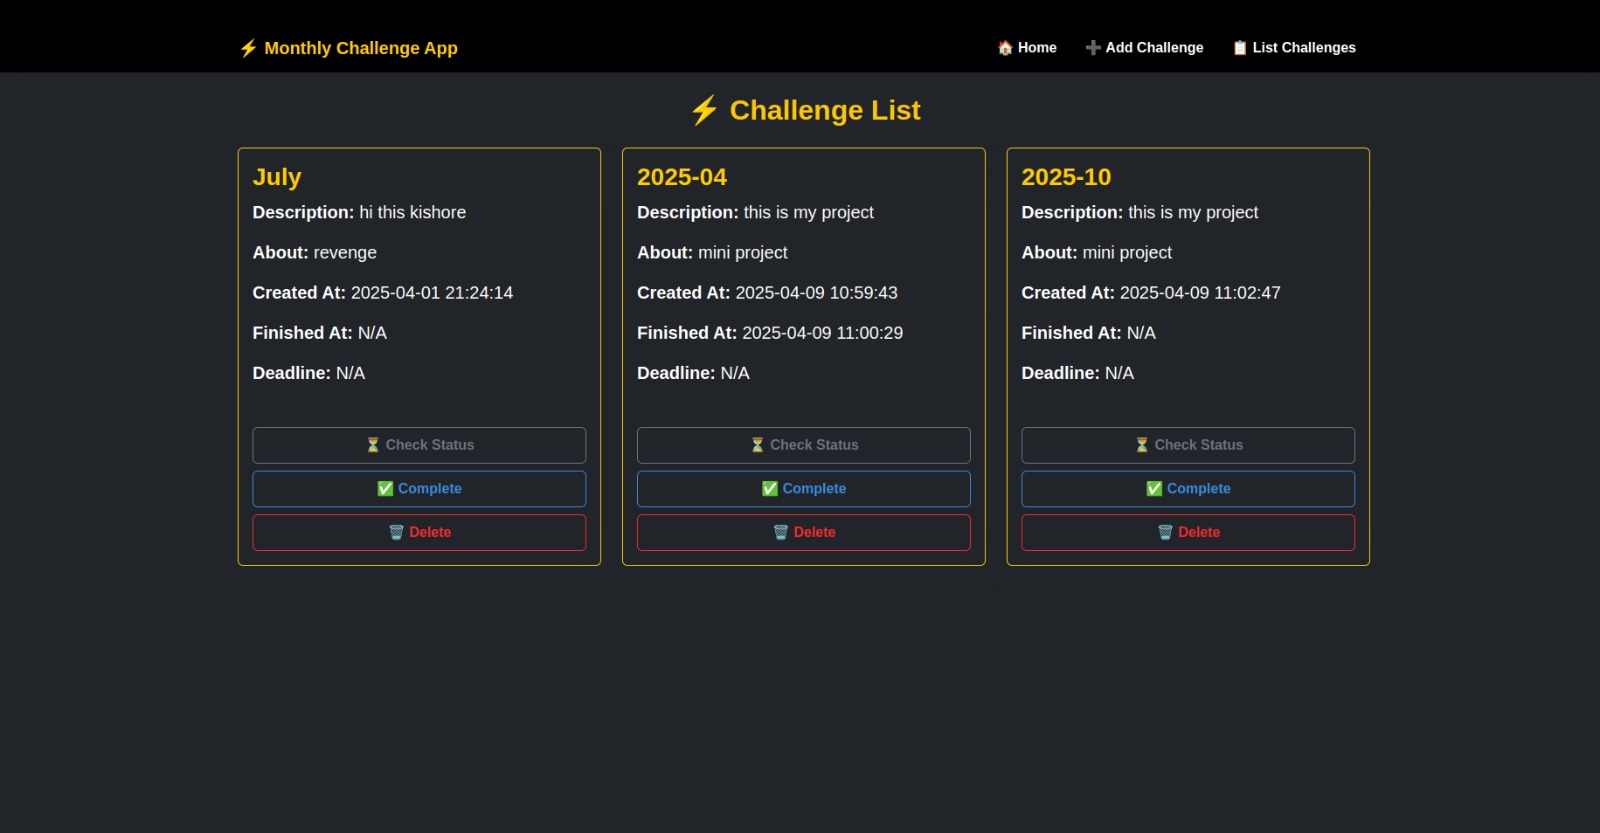 ⚡ Monthly Challenge App
🏠 Home ➕ Add Challenge 📋 List Challenges
⚡ Challenge List
July
Description: hi this kishore
About: revenge
Created At: 2025-04-01 21:24:14
Finished At: N/A
Deadline: N/A
⏳ Check Status
✅ Complete
🗑️ Delete
2025-04
Description: this is my project
About: mini project
Created At: 2025-04-09 10:59:43
Finished At: 2025-04-09 11:00:29
Deadline: N/A
⏳ Check Status
✅ Complete
🗑️ Delete
2025-10
Description: this is my project
About: mini project
Created At: 2025-04-09 11:02:47
Finished At: N/A
Deadline: N/A
⏳ Check Status
✅ Complete
🗑️ Delete